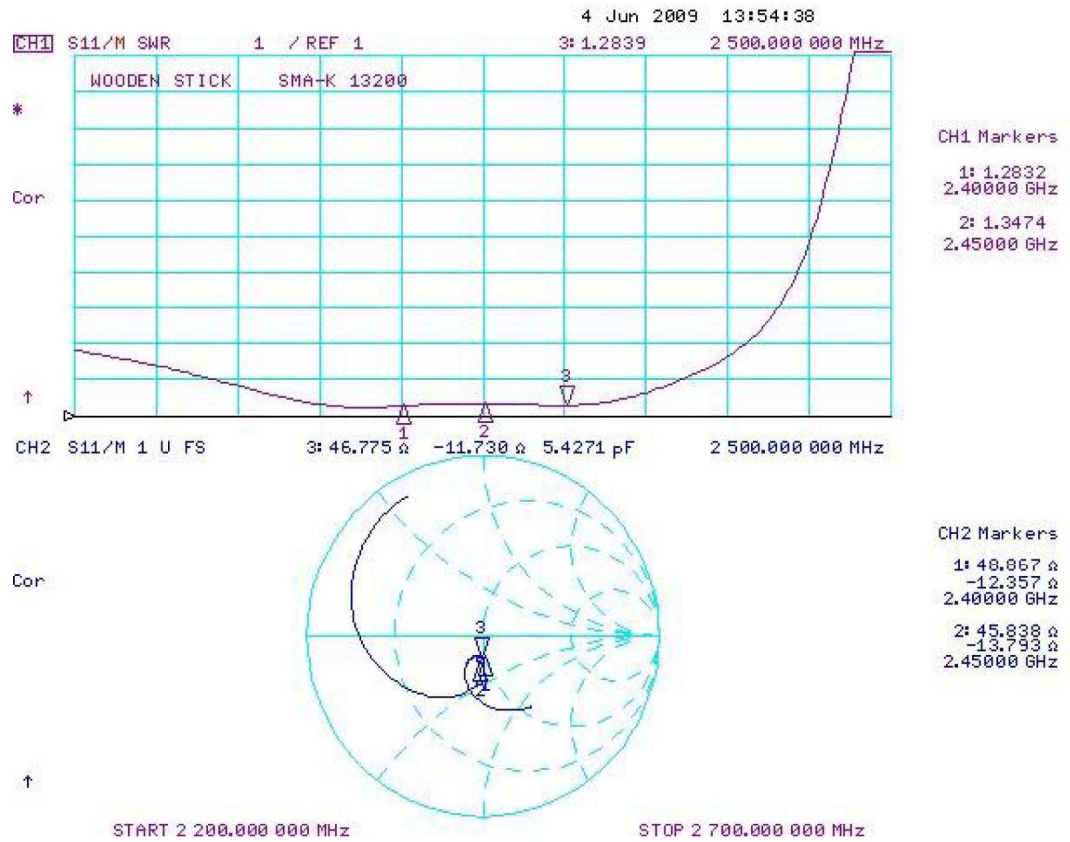 4 Jun 2009 13:54:38
CH1 S11/M SWR 1 / REF 1 3: 1.2839 2 500.000 000 MHz
WOODEN STICK SMA-K 13200
*
CH1 Markers
1: 1.2832
2.40000 GHz
Cor
2: 1.3474
2.45000 GHz
3
↑
1 2
CH2 S11/M 1 U FS 3: 46.775 Ω -11.730 Ω 5.4271 pF 2 500.000 000 MHz
CH2 Markers
1: 48.867 Ω
-12.357 Ω
2.40000 GHz
Cor
2: 45.838 Ω
-13.793 Ω
2.45000 GHz
3
1
2
↑
START 2 200.000 000 MHz STOP 2 700.000 000 MHz